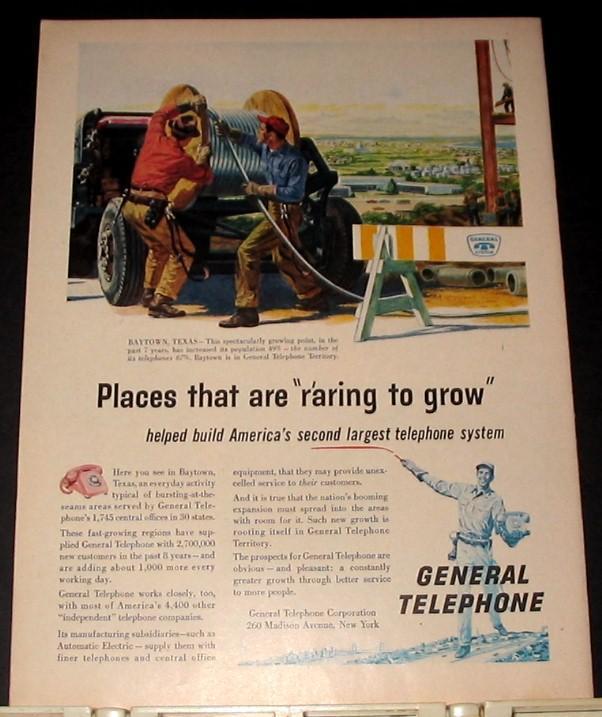 GENERAL
SYSTEM
BAYTOWN, TEXAS—This spectacularly growing point, in the
past 7 years, has increased its population 49% — the number of
its telephones 67%. Baytown is in General Telephone Territory.
Places that are "r'aring to grow"
helped build America's second largest telephone system
Here you see in Baytown,
Texas, an everyday activity
typical of bursting-at-the-
seams areas served by General Tele-
phone's 1,745 central offices in 30 states.
These fast-growing regions have sup-
plied General Telephone with 2,700,000
new customers in the past 8 years—and
are adding about 1,000 more every
working day.
General Telephone works closely, too,
with most of America's 4,400 other
"independent" telephone companies.
Its manufacturing subsidiaries—such as
Automatic Electric—supply them with
finer telephones and central office
equipment, that they may provide unex-
celled service to their customers.
And it is true that the nation's booming
expansion must spread into the areas
with room for it. Such new growth is
rooting itself in General Telephone
Territory.
The prospects for General Telephone are
obvious—and pleasant: a constantly
greater growth through better service
to more people.
General Telephone Corporation
260 Madison Avenue, New York
GENERAL
TELEPHONE